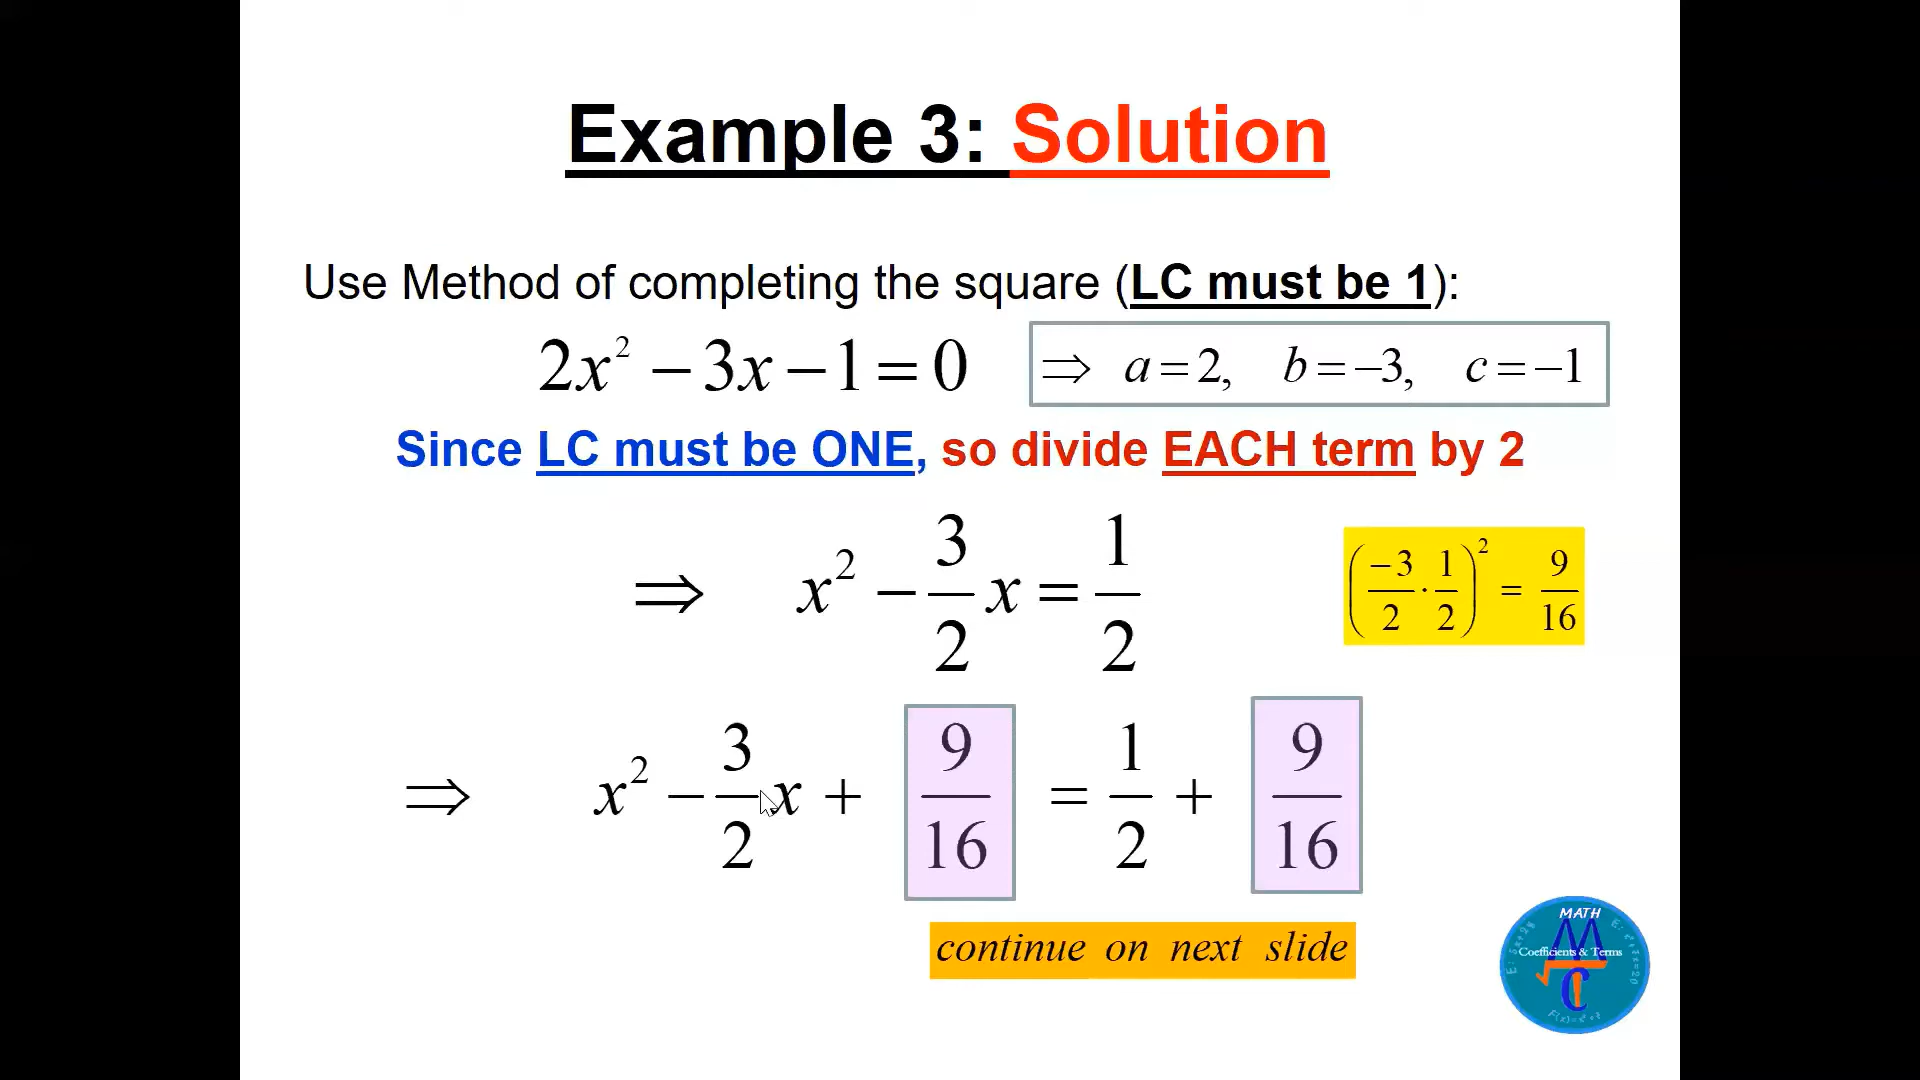 Example 3: Solution
Use Method of completing the square (LC must be 1):
2x² − 3x − 1 = 0 ⇒ a = 2, b = −3, c = −1
Since LC must be ONE, so divide EACH term by 2
⇒ x² − 3/2 x = 1/2 (−3/2 · 1/2)² = 9/16
⇒ x² − 3/2 x + 9/16 = 1/2 + 9/16
continue on next slide
MATH
Coefficients & Terms